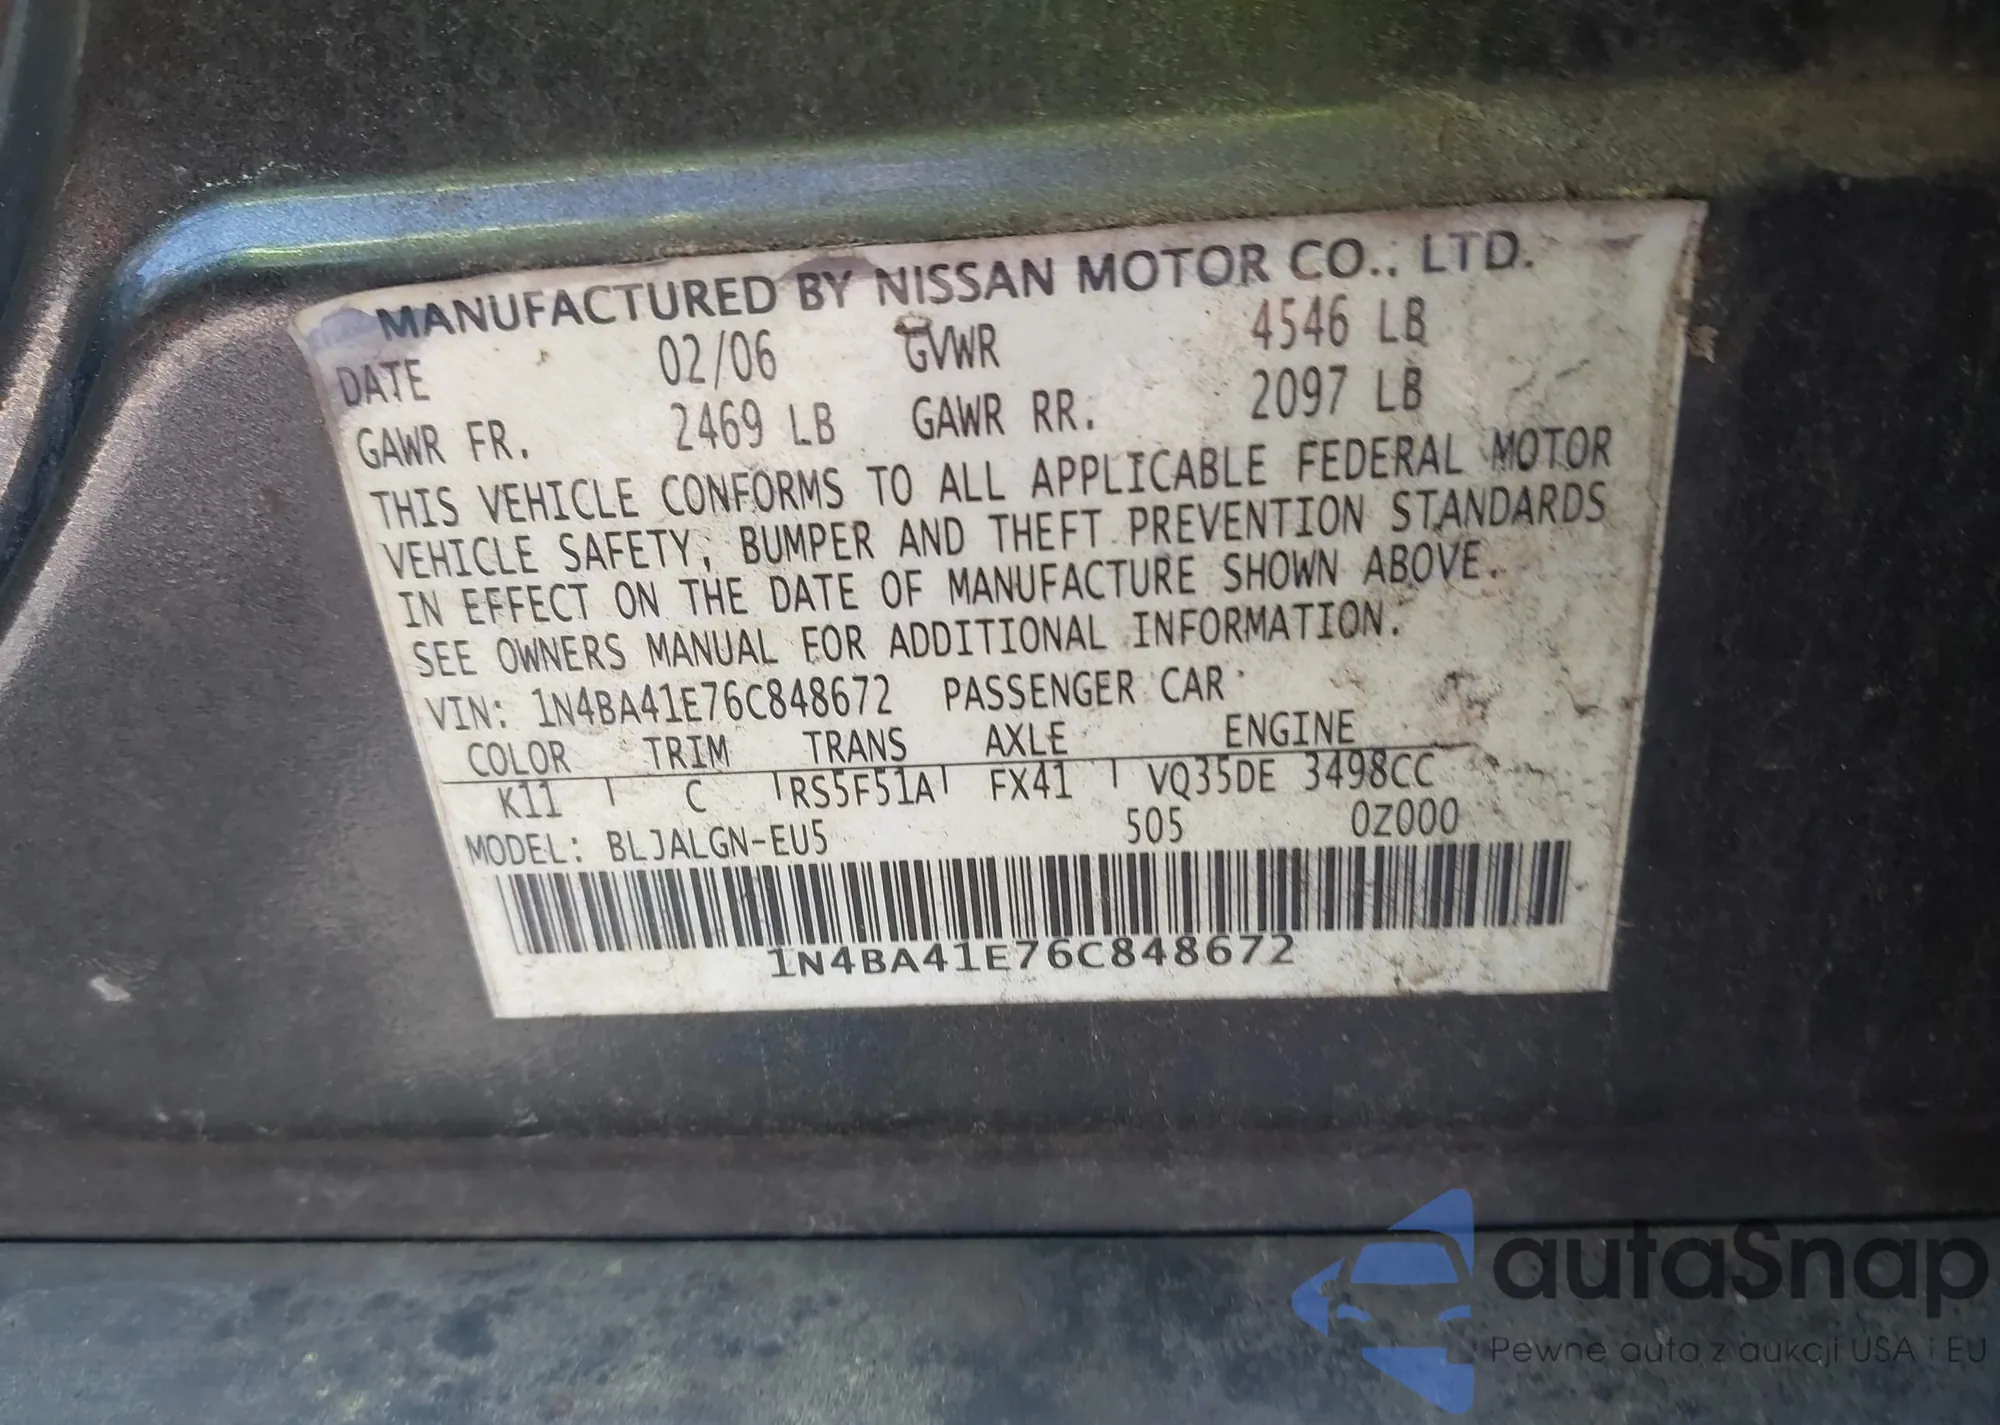 MANUFACTURED BY NISSAN MOTOR CO., LTD.
DATE 02/06 GVWR 4546 LB
GAWR FR. 2469 LB GAWR RR. 2097 LB
THIS VEHICLE CONFORMS TO ALL APPLICABLE FEDERAL MOTOR
VEHICLE SAFETY, BUMPER AND THEFT PREVENTION STANDARDS
IN EFFECT ON THE DATE OF MANUFACTURE SHOWN ABOVE.
SEE OWNERS MANUAL FOR ADDITIONAL INFORMATION.
VIN: 1N4BA41E76C848672 PASSENGER CAR
COLOR TRIM TRANS AXLE ENGINE
K11 C RS5F51A FX41 VQ35DE 3498CC
MODEL: BLJALGN-EU5 505 0Z000
1N4BA41E76C848672
autaSnap
Pewne auta z aukcji USA i EU